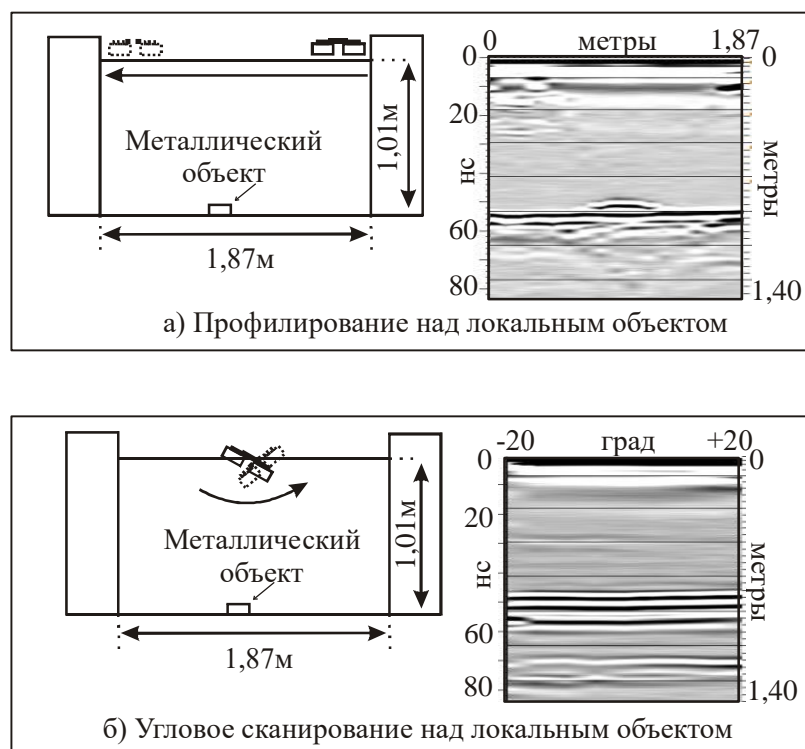 0 метры 1,87
0 0
Металлический
объект
1,01м
20
нс
метры
60
1,87м
80
1,40
а) Профилирование над локальным объектом
-20 град +20
0 0
20
1,01м
Металлический
объект
нс
метры
60
1,87м
80
1,40
б) Угловое сканирование над локальным объектом